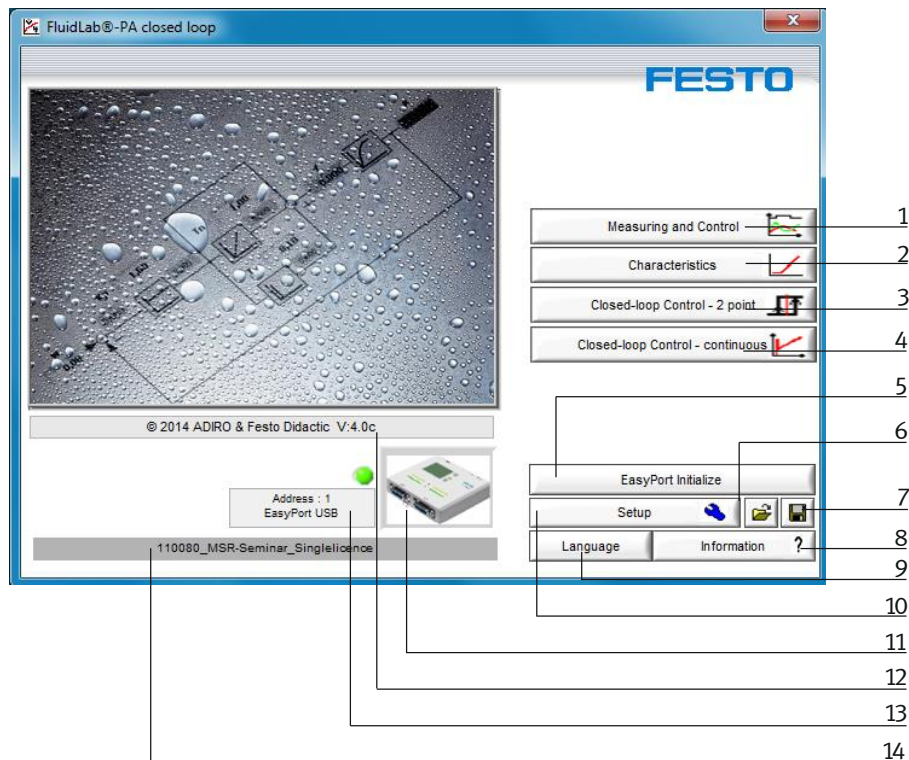 FluidLab®-PA closed loop
FESTO
Measuring and Control
1
Characteristics
2
Closed-loop Control - 2 point
3
Closed-loop Control - continuous
4
5
© 2014 ADIRO & Festo Didactic V:4.0c
6
EasyPort Initialize
Address : 1
EasyPort USB
Setup
7
110080_MSR-Seminar_Singlelicence
Language
Information ?
8
9
10
11
12
13
14